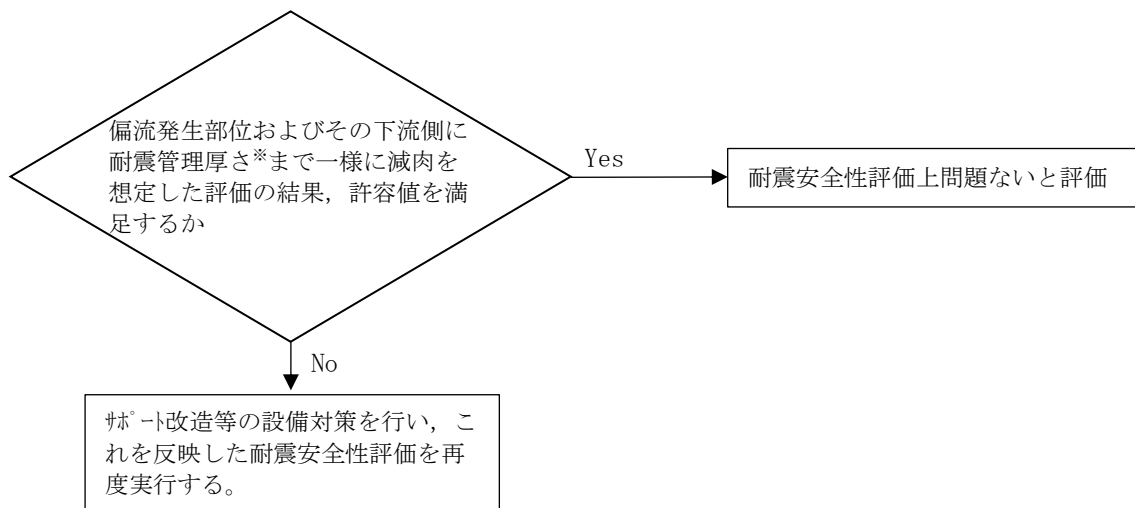 偏流発生部位およびその下流側に
耐震管理厚さ※まで一様に減肉を
想定した評価の結果，許容値を満
足するか
Yes
耐震安全性評価上問題ないと評価
No
ｻﾎﾟｰﾄ改造等の設備対策を行い，こ
れを反映した耐震安全性評価を再
度実行する。